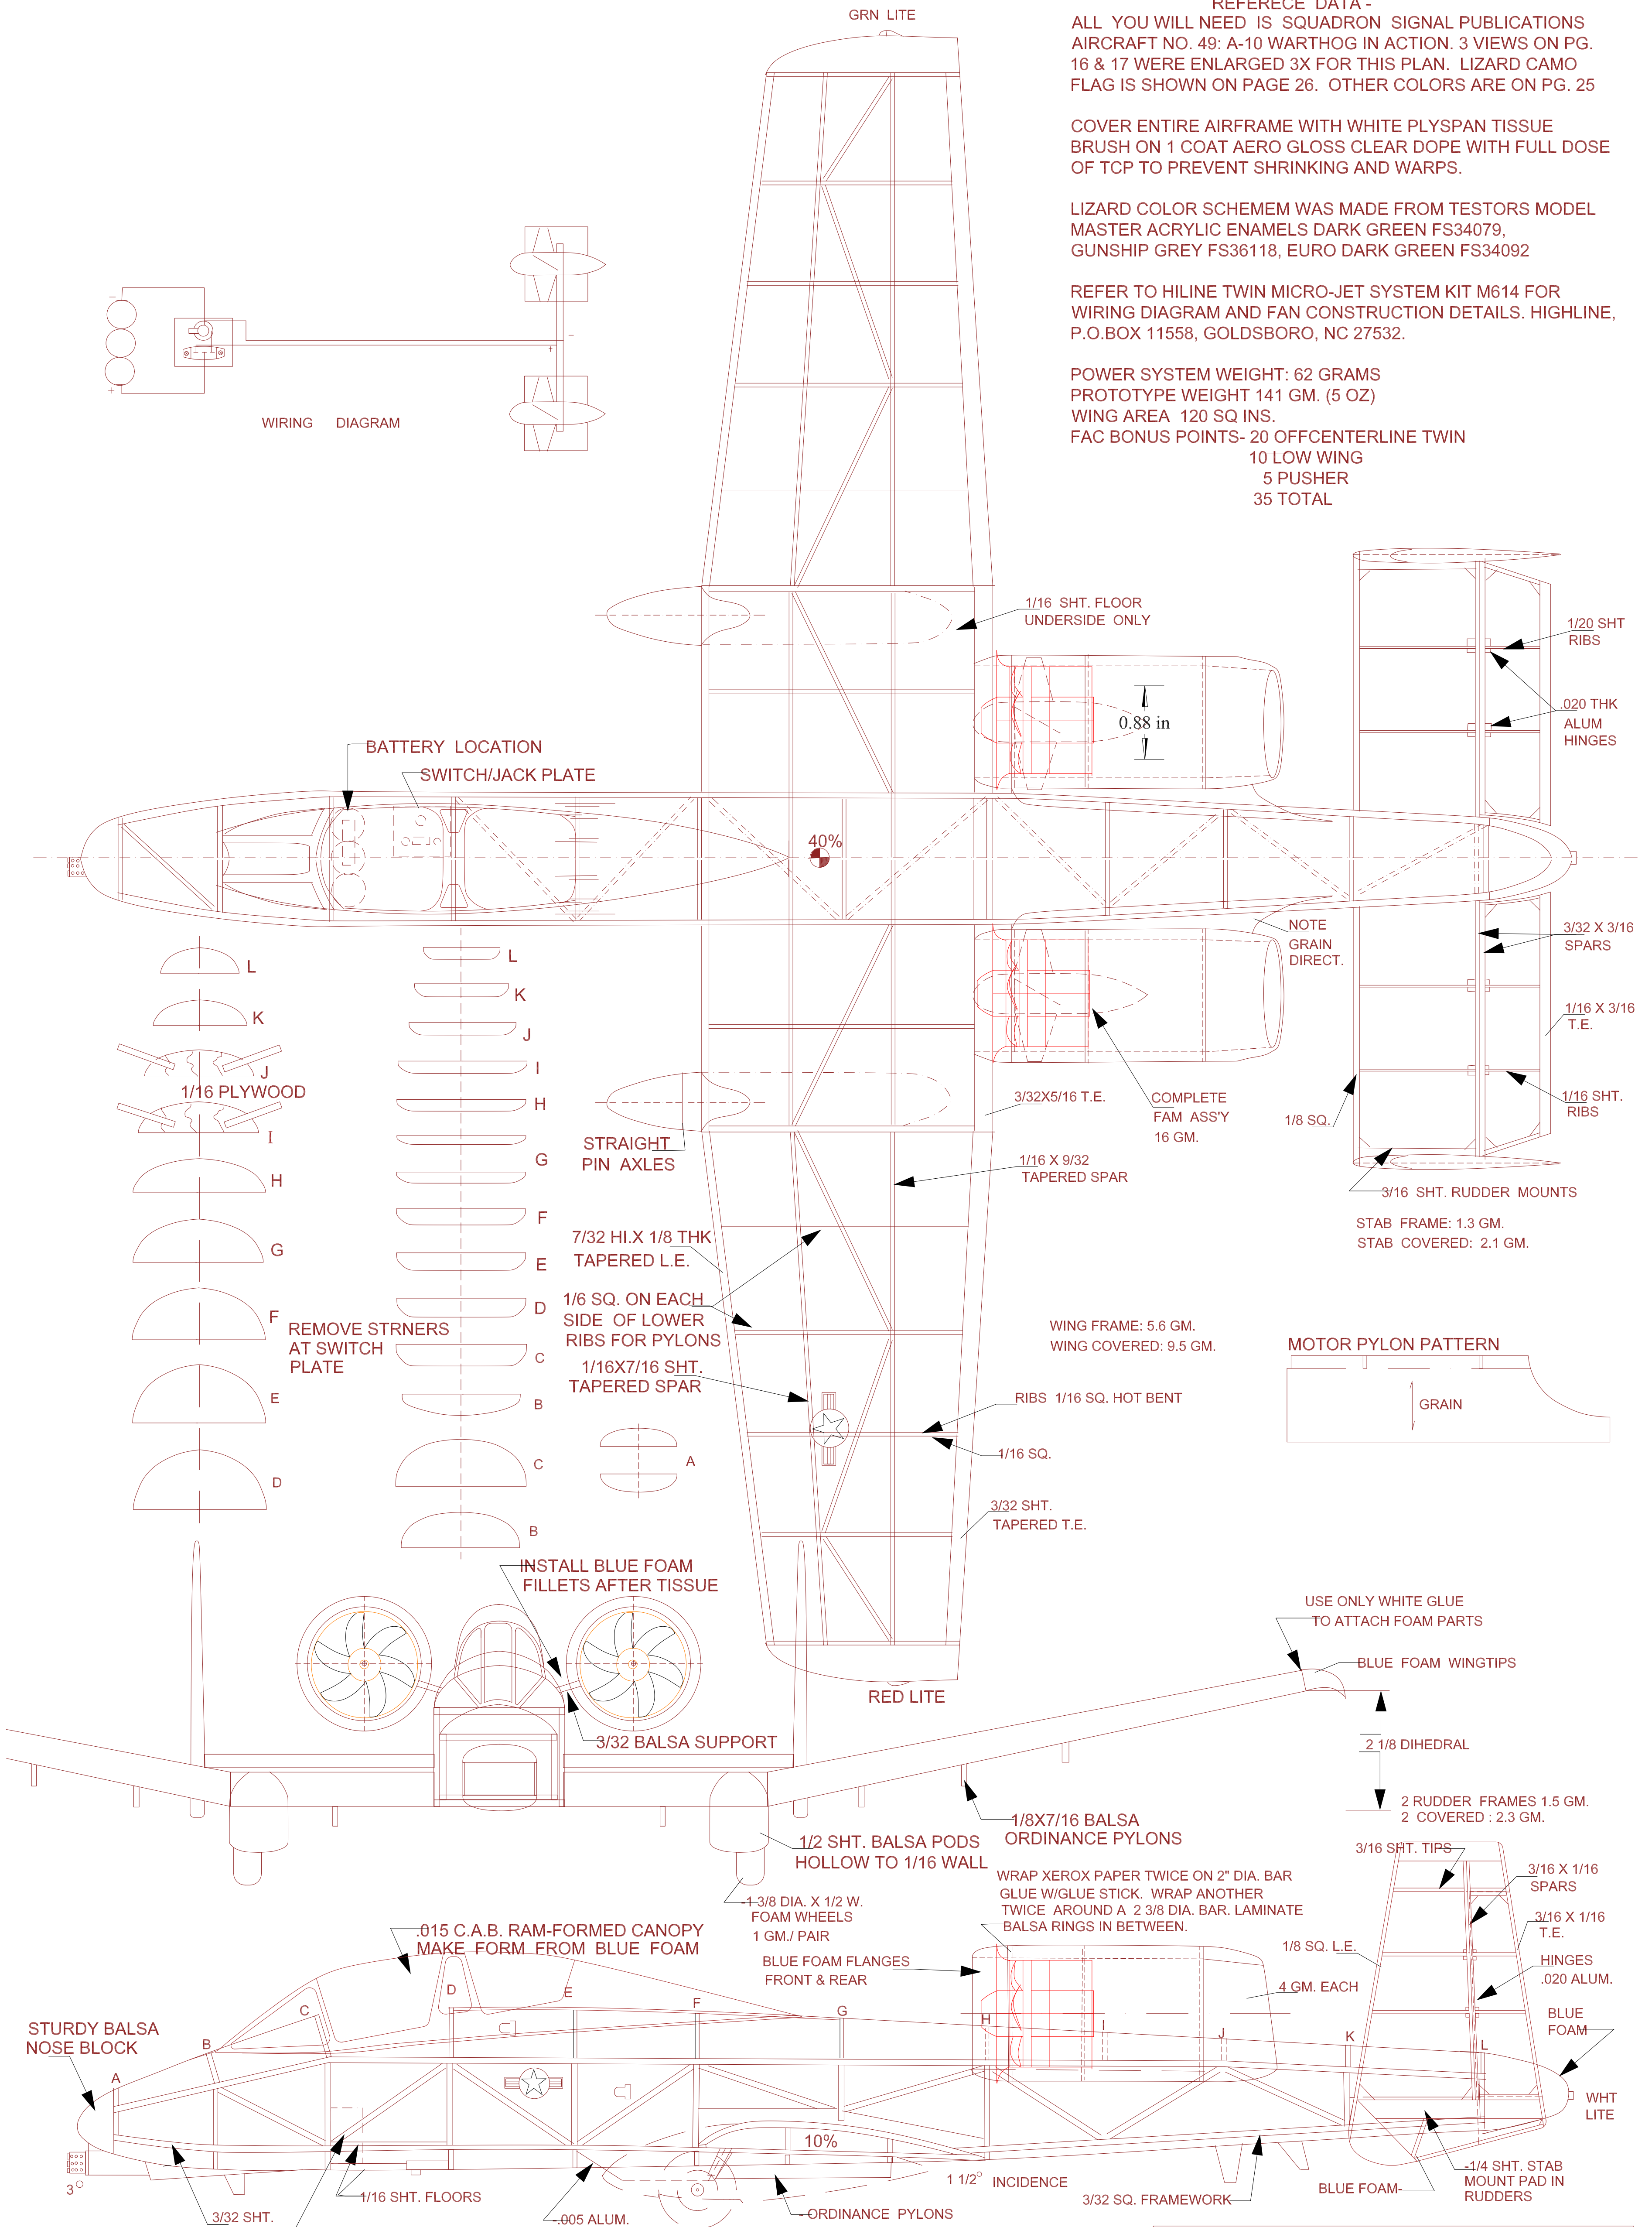 GRN LITE
REFERECE DATA -
ALL YOU WILL NEED IS SQUADRON SIGNAL PUBLICATIONS
AIRCRAFT NO. 49: A-10 WARTHOG IN ACTION. 3 VIEWS ON PG.
16 & 17 WERE ENLARGED 3X FOR THIS PLAN. LIZARD CAMO
FLAG IS SHOWN ON PAGE 26. OTHER COLORS ARE ON PG. 25
COVER ENTIRE AIRFRAME WITH WHITE PLYSPAN TISSUE
BRUSH ON 1 COAT AERO GLOSS CLEAR DOPE WITH FULL DOSE
OF TCP TO PREVENT SHRINKING AND WARPS.
LIZARD COLOR SCHEMEM WAS MADE FROM TESTORS MODEL
MASTER ACRYLIC ENAMELS DARK GREEN FS34079,
GUNSHIP GREY FS36118, EURO DARK GREEN FS34092
REFER TO HILINE TWIN MICRO-JET SYSTEM KIT M614 FOR
WIRING DIAGRAM AND FAN CONSTRUCTION DETAILS. HIGHLINE,
P.O.BOX 11558, GOLDSBORO, NC 27532.
POWER SYSTEM WEIGHT: 62 GRAMS
PROTOTYPE WEIGHT 141 GM. (5 OZ)
WING AREA 120 SQ INS.
FAC BONUS POINTS- 20 OFFCENTERLINE TWIN
10 LOW WING
5 PUSHER
35 TOTAL
-
+
-
+
WIRING DIAGRAM
1/16 SHT. FLOOR
UNDERSIDE ONLY
1/20 SHT
RIBS
.020 THK
ALUM
HINGES
0.88 in
BATTERY LOCATION
SWITCH/JACK PLATE
40%
NOTE
GRAIN
DIRECT.
3/32 X 3/16
SPARS
1/16 X 3/16
T.E.
1/16 SHT.
RIBS
1/8 SQ.
3/16 SHT. RUDDER MOUNTS
STAB FRAME: 1.3 GM.
STAB COVERED: 2.1 GM.
COMPLETE
FAM ASS'Y
16 GM.
3/32X5/16 T.E.
STRAIGHT
PIN AXLES
1/16 X 9/32
TAPERED SPAR
L
K
J
1/16 PLYWOOD
I
H
G
F
E
D
L
K
J
I
H
G
F
E
D
C
B
C
B
A
REMOVE STRNERS
AT SWITCH
PLATE
7/32 HI.X 1/8 THK
TAPERED L.E.
1/6 SQ. ON EACH
SIDE OF LOWER
RIBS FOR PYLONS
1/16X7/16 SHT.
TAPERED SPAR
WING FRAME: 5.6 GM.
WING COVERED: 9.5 GM.
MOTOR PYLON PATTERN
GRAIN
RIBS 1/16 SQ. HOT BENT
1/16 SQ.
3/32 SHT.
TAPERED T.E.
INSTALL BLUE FOAM
FILLETS AFTER TISSUE
RED LITE
3/32 BALSA SUPPORT
USE ONLY WHITE GLUE
TO ATTACH FOAM PARTS
BLUE FOAM WINGTIPS
2 1/8 DIHEDRAL
2 RUDDER FRAMES 1.5 GM.
2 COVERED : 2.3 GM.
1/8X7/16 BALSA
ORDINANCE PYLONS
1/2 SHT. BALSA PODS
HOLLOW TO 1/16 WALL
1 3/8 DIA. X 1/2 W.
FOAM WHEELS
1 GM./ PAIR
WRAP XEROX PAPER TWICE ON 2" DIA. BAR
GLUE W/GLUE STICK. WRAP ANOTHER
TWICE AROUND A 2 3/8 DIA. BAR. LAMINATE
BALSA RINGS IN BETWEEN.
BLUE FOAM FLANGES
FRONT & REAR
4 GM. EACH
3/16 SHT. TIPS
3/16 X 1/16
SPARS
3/16 X 1/16
T.E.
1/8 SQ. L.E.
HINGES
.020 ALUM.
BLUE
FOAM
WHT
LITE
.015 C.A.B. RAM-FORMED CANOPY
MAKE FORM FROM BLUE FOAM
STURDY BALSA
NOSE BLOCK
A
B
C
D
E
F
G
H
I
J
K
L
10%
3°
3/32 SHT.
1/16 SHT. FLOORS
.005 ALUM.
ORDINANCE PYLONS
1 1/2° INCIDENCE
3/32 SQ. FRAMEWORK
BLUE FOAM
1/4 SHT. STAB
MOUNT PAD IN
RUDDERS